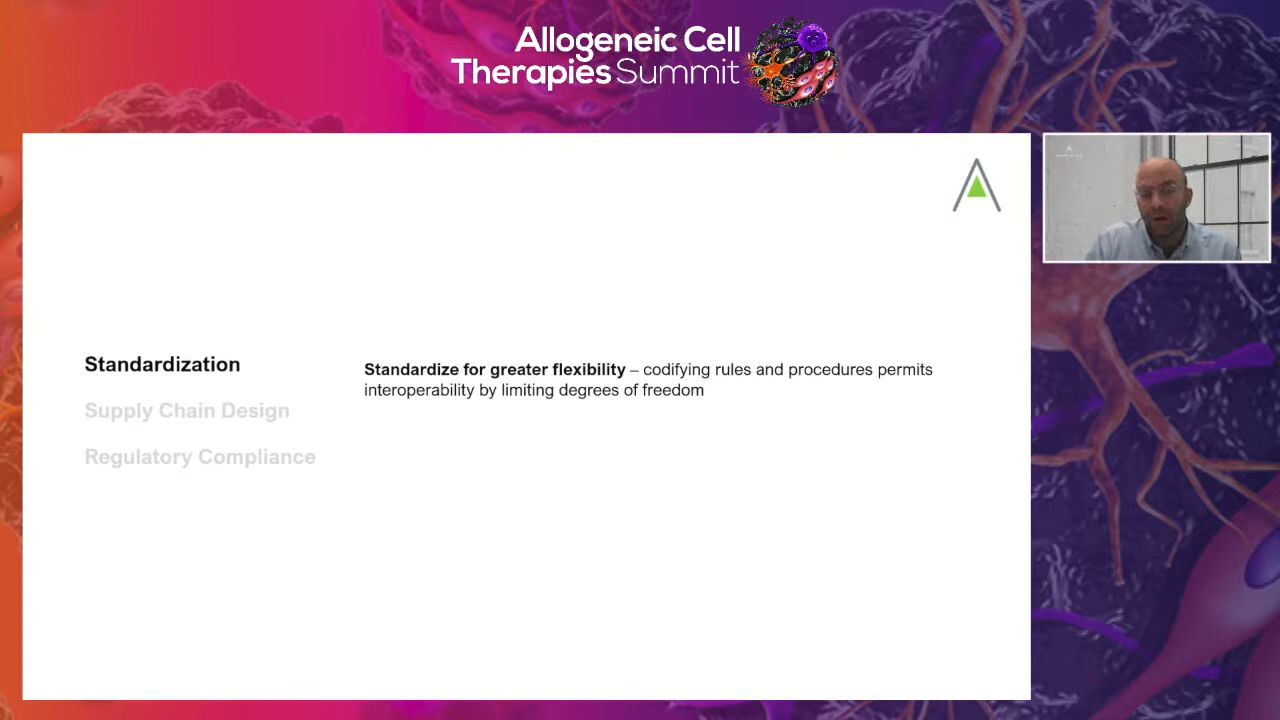 Allogeneic Cell
Therapies Summit
Standardization
Supply Chain Design
Regulatory Compliance
Standardize for greater flexibility – codifying rules and procedures permits
interoperability by limiting degrees of freedom